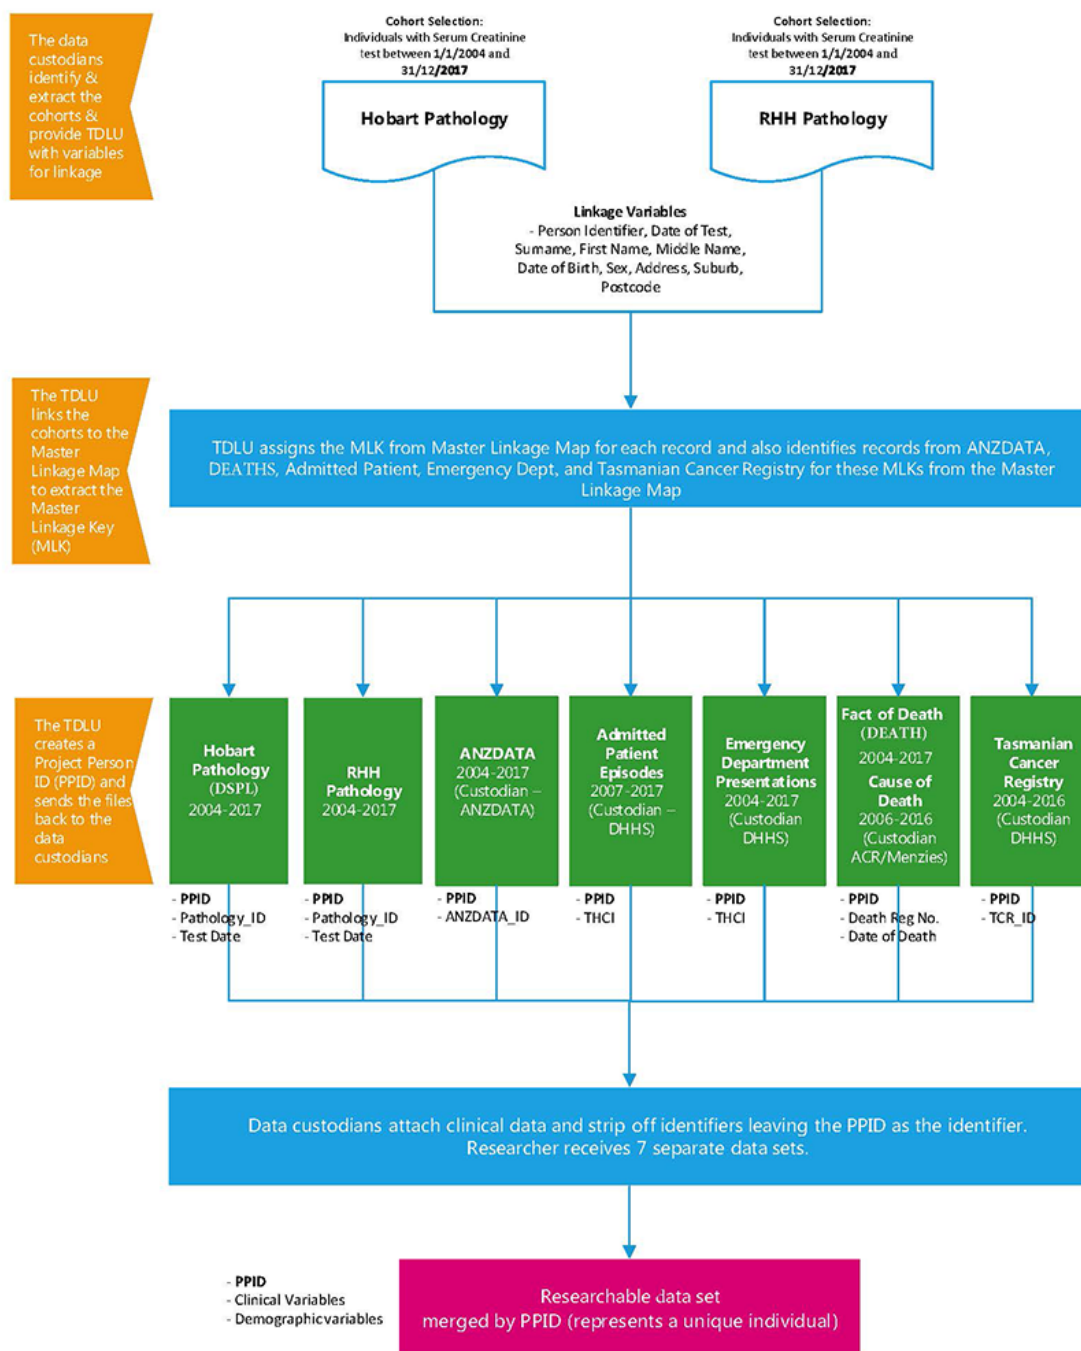 The data
custodians
identify &
extract the
cohorts &
provide TDLU
with variables
for linkage
Cohort Selection:
Individuals with Serum Creatinine
test between 1/1/2004 and
31/12/2017
Hobart Pathology
Cohort Selection:
Individuals with Serum Creatinine
test between 1/1/2004 and
31/12/2017
RHH Pathology
Linkage Variables
- Person Identifier, Date of Test,
Surname, First Name, Middle Name,
Date of Birth, Sex, Address, Suburb,
Postcode
The TDLU
links the
cohorts to the
Master
Linkage Map
to extract the
Master
Linkage Key
(MLK)
TDLU assigns the MLK from Master Linkage Map for each record and also identifies records from ANZDATA,
DEATHS, Admitted Patient, Emergency Dept, and Tasmanian Cancer Registry for these MLKs from the Master
Linkage Map
The TDLU
creates a
Project Person
ID (PPID) and
sends the files
back to the
data
custodians
Hobart
Pathology
(DSPL)
2004-2017
- PPID
- Pathology_ID
- Test Date
RHH
Pathology
2004-2017
- PPID
- Pathology_ID
- Test Date
ANZDATA
2004-2017
(Custodian –
ANZDATA)
- PPID
- ANZDATA_ID
Admitted
Patient
Episodes
2007-2017
(Custodian –
DHHS)
- PPID
- THCI
Emergency
Department
Presentations
2004-2017
(Custodian
DHHS)
- PPID
- THCI
Fact of Death
(DEATH)
2004-2017
Cause of
Death
2006-2016
(Custodian
ACR/Menzies)
- PPID
- Death Reg No.
- Date of Death
Tasmanian
Cancer
Registry
2004-2016
(Custodian
DHHS)
- PPID
- TCR_ID
Data custodians attach clinical data and strip off identifiers leaving the PPID as the identifier.
Researcher receives 7 separate data sets.
- PPID
- Clinical Variables
- Demographic variables
Researchable data set
merged by PPID (represents a unique individual)